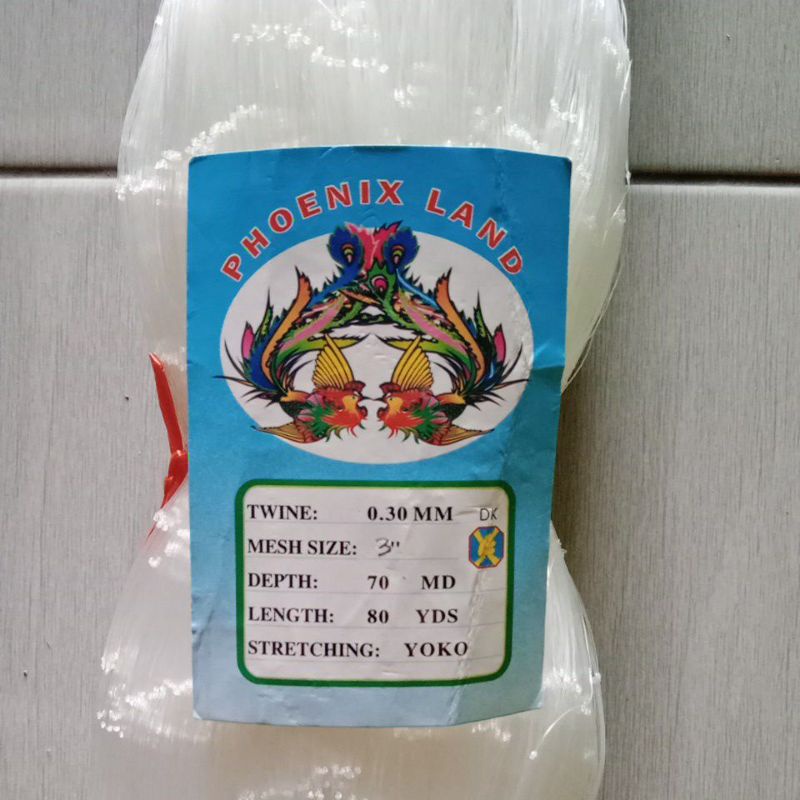 PHOENIX LAND
TWINE: 0.30 MM DK
MESH SIZE: 3"
DEPTH: 70 MD
LENGTH: 80 YDS
STRETCHING: YOKO